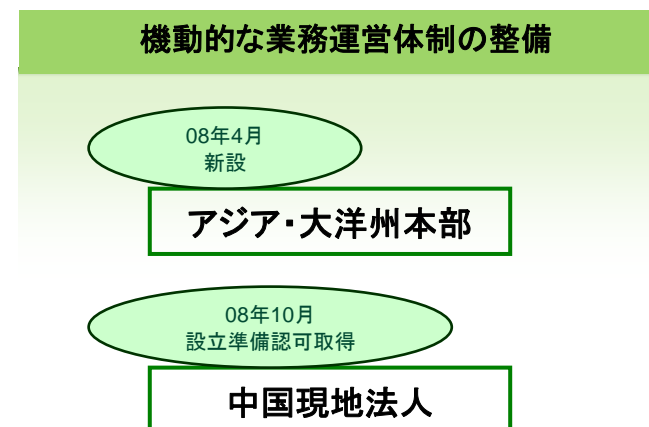 機動的な業務運営体制の整備
08年4月
新設
アジア・大洋州本部
08年10月
設立準備認可取得
中国現地法人